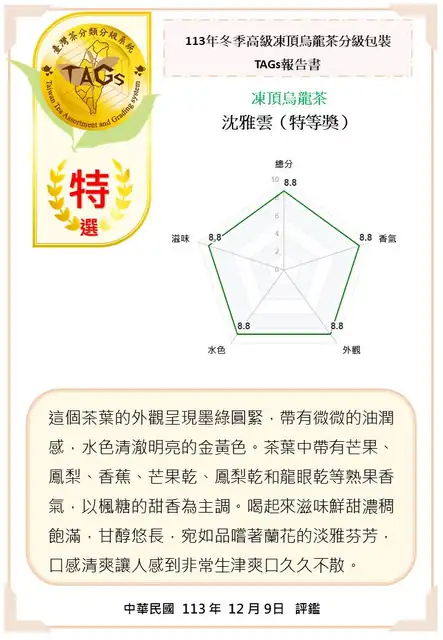 臺灣茶分類分級系統
TAGs
Taiwan Tea Assortment and Grading system
特
選
113年冬季高級凍頂烏龍茶分級包裝
TAGs報告書
凍頂烏龍茶
沈雅雲（特等獎）
總分
10
8.8
8
6
4
2
0
滋味
8.8
8.8
香氣
8.8
8.8
水色
外觀
這個茶葉的外觀呈現墨綠圓緊，帶有微微的油潤
感，水色清澈明亮的金黃色。茶葉中帶有芒果、
鳳梨、香蕉、芒果乾、鳳梨乾和龍眼乾等熟果香
氣，以楓糖的甜香為主調。喝起來滋味鮮甜濃稠
飽滿，甘醇悠長，宛如品嚐著蘭花的淡雅芬芳，
口感清爽讓人感到非常生津爽口久久不散。
中華民國 113 年 12 月 9 日 評鑑